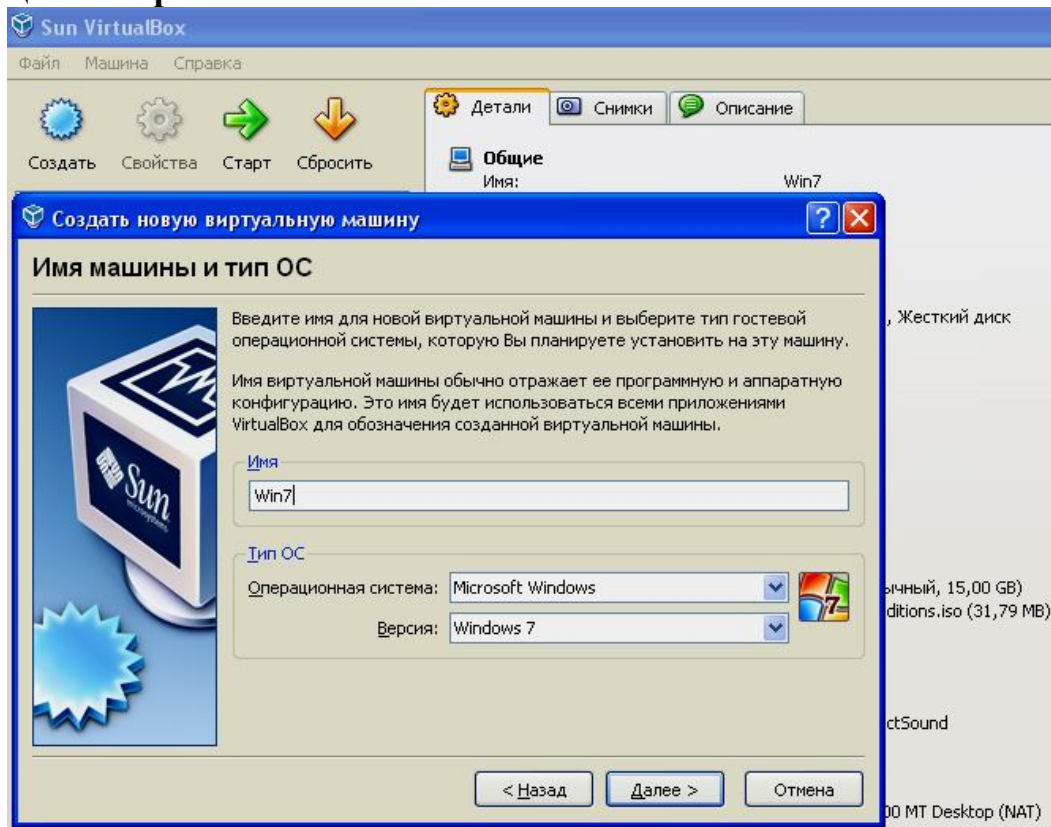 Sun VirtualBox
Файл Машина Справка
Создать Свойства Старт Сбросить
Детали Снимки Описание
Общие
Имя: Win7
Создать новую виртуальную машину
Имя машины и тип ОС
Введите имя для новой виртуальной машины и выберите тип гостевой
операционной системы, которую Вы планируете установить на эту машину.
Имя виртуальной машины обычно отражает ее программную и аппаратную
конфигурацию. Это имя будет использоваться всеми приложениями
VirtualBox для обозначения созданной виртуальной машины.
Sun
microsystems
Имя
Win7
Тип ОС
Операционная система: Microsoft Windows
7
Версия: Windows 7
< Назад Далее > Отмена
, Жесткий диск
ычный, 15,00 GB)
ditions.iso (31,79 MB)
ctSound
00 MT Desktop (NAT)